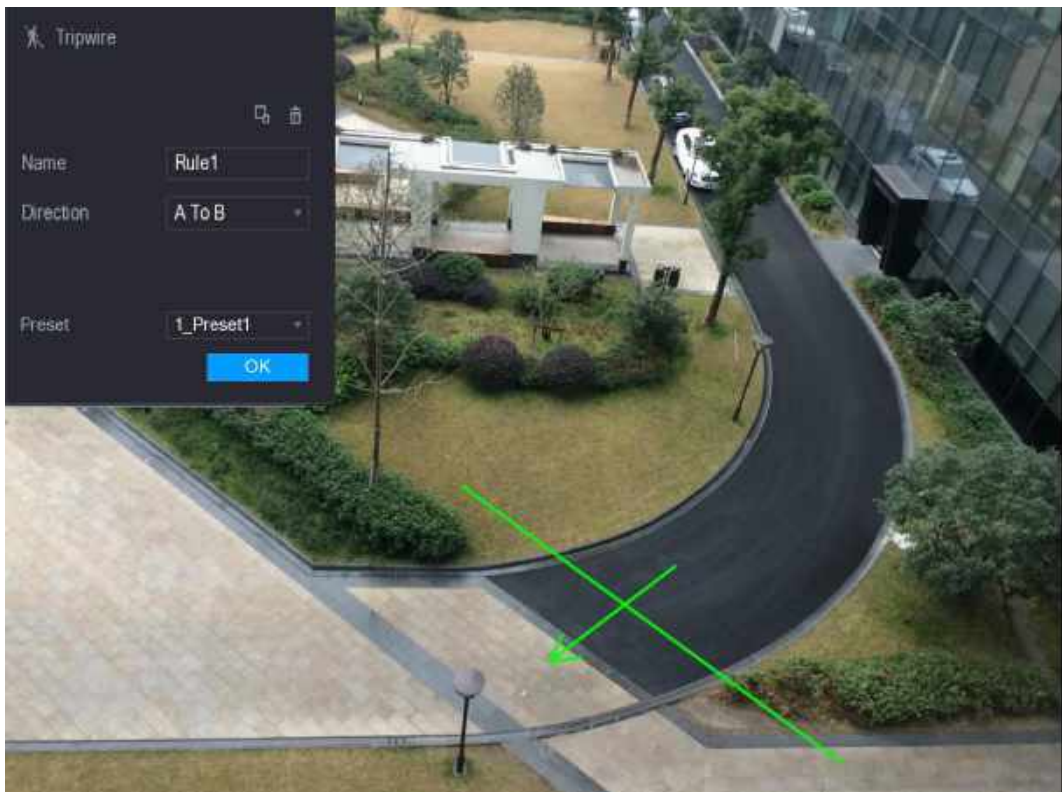 Tripwire
Name Rule1
Direction A To B
Preset 1_Preset1
OK